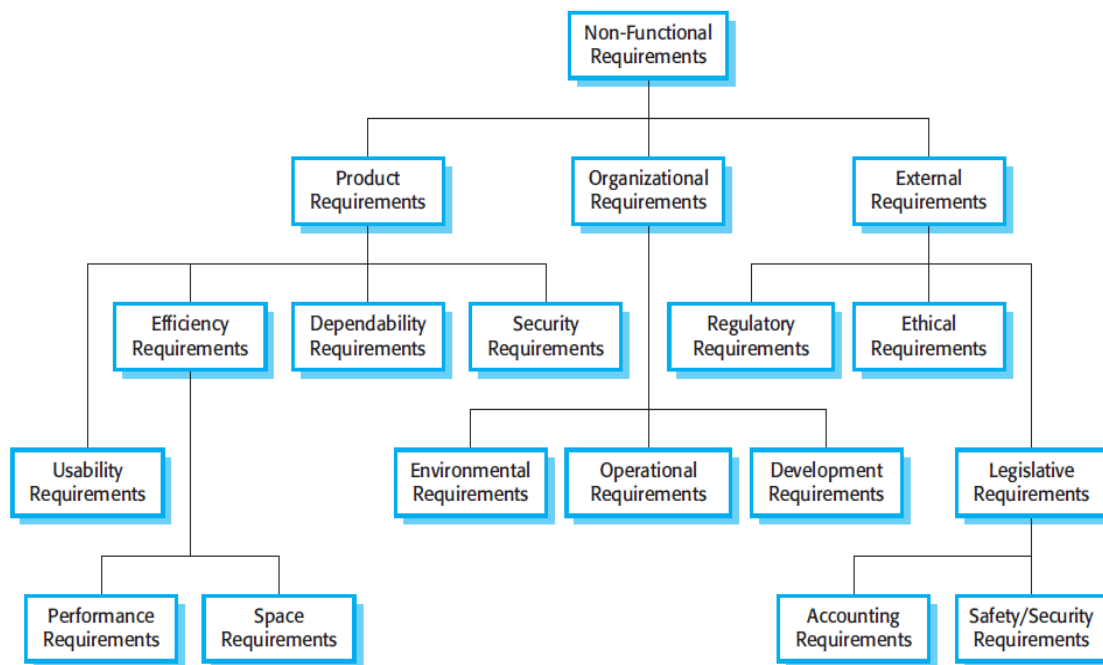 Non-Functional
Requirements
Product
Requirements
Organizational
Requirements
External
Requirements
Efficiency
Requirements
Dependability
Requirements
Security
Requirements
Regulatory
Requirements
Ethical
Requirements
Usability
Requirements
Environmental
Requirements
Operational
Requirements
Development
Requirements
Legislative
Requirements
Performance
Requirements
Space
Requirements
Accounting
Requirements
Safety/Security
Requirements